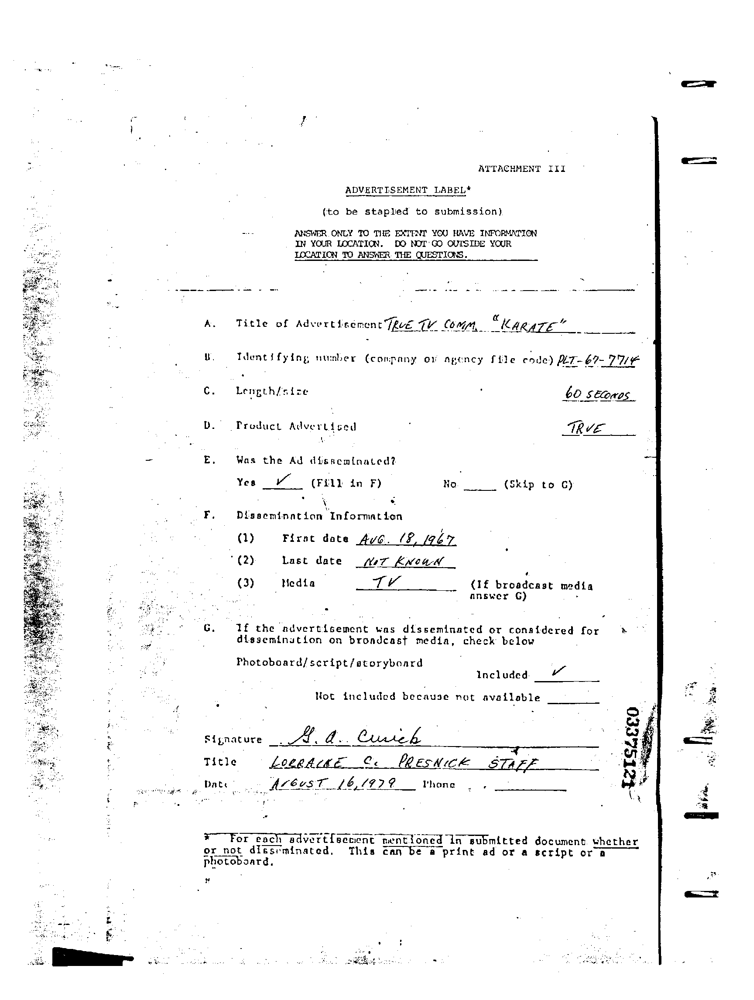 ATTACHMENT III
ADVERTISEMENT LABEL*
(to be stapled to submission)
ANSWER ONLY TO THE EXTENT YOU HAVE INFORMATION
IN YOUR LOCATION. DO NOT GO OUTSIDE YOUR
LOCATION TO ANSWER THE QUESTIONS.
A. Title of Advertisement TRUE TV COMM. "KARATE"
B. Identifying number (company or agency file code) PLT-67-7714
C. Length/size 60 SECONDS
D. Product Advertised TRUE
E. Was the Ad disseminated?
Yes ✓ (Fill in F) No ____ (Skip to G)
F. Dissemination Information
(1) First date AUG. 18, 1967
(2) Last date NOT KNOWN
(3) Media TV (If broadcast media
answer G)
G. If the advertisement was disseminated or considered for
dissemination on broadcast media, check below
Photoboard/script/storyboard
Included ✓
Not included because not available ____
03375121
Signature G. A.
Title LORRAINE C. PRESNICK STAFF
Date AUGUST 16, 1979 Phone
* For each advertisement mentioned in submitted document whether
or not disseminated. This can be a print ad or a script or a
photoboard.